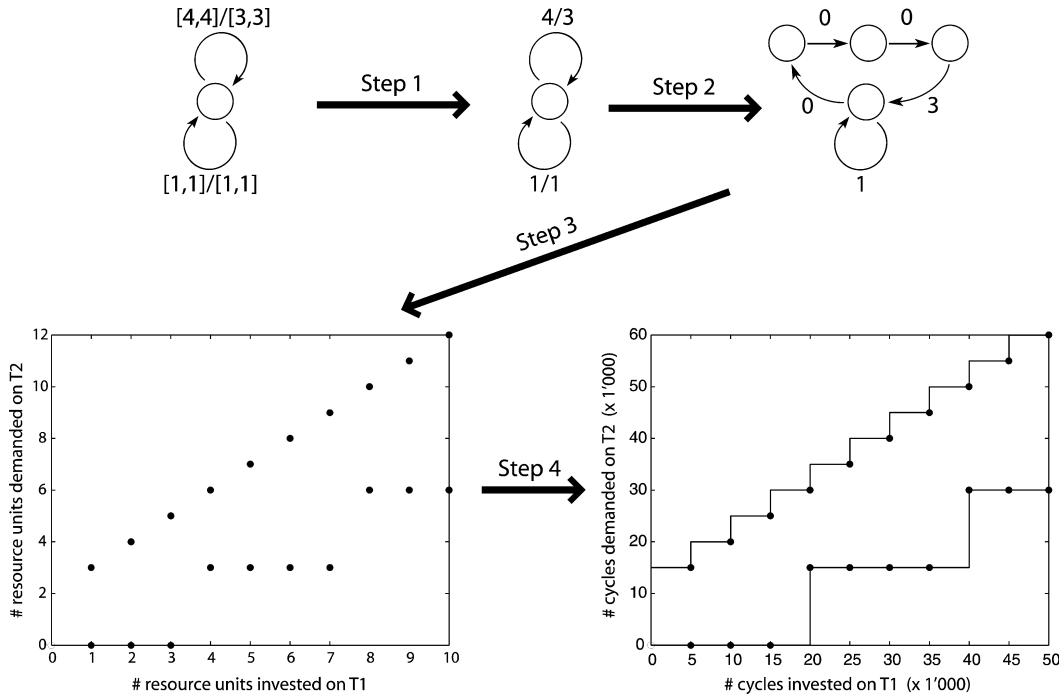 [4,4]/[3,3]
[1,1]/[1,1]
Step 1
4/3
1/1
Step 2
0 0
0 3
1
Step 3
# resource units demanded on T2
12
10
8
6
4
2
0
0 1 2 3 4 5 6 7 8 9 10
# resource units invested on T1
Step 4
# cycles demanded on T2 (x 1'000)
60
50
40
30
20
10
0
0 5 10 15 20 25 30 35 40 45 50
# cycles invested on T1 (x 1'000)